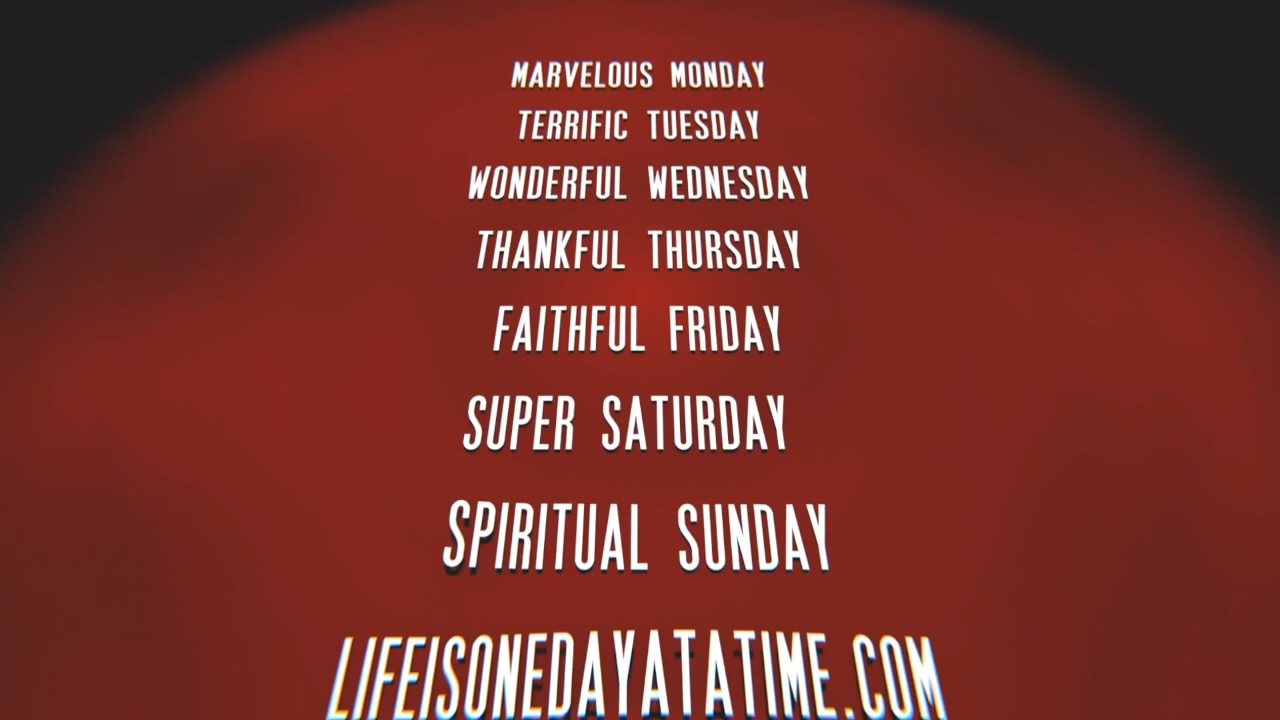 MARVELOUS MONDAY
TERRIFIC TUESDAY
WONDERFUL WEDNESDAY
THANKFUL THURSDAY
FAITHFUL FRIDAY
SUPER SATURDAY
SPIRITUAL SUNDAY
LIFEISONEDAYATATIME.COM